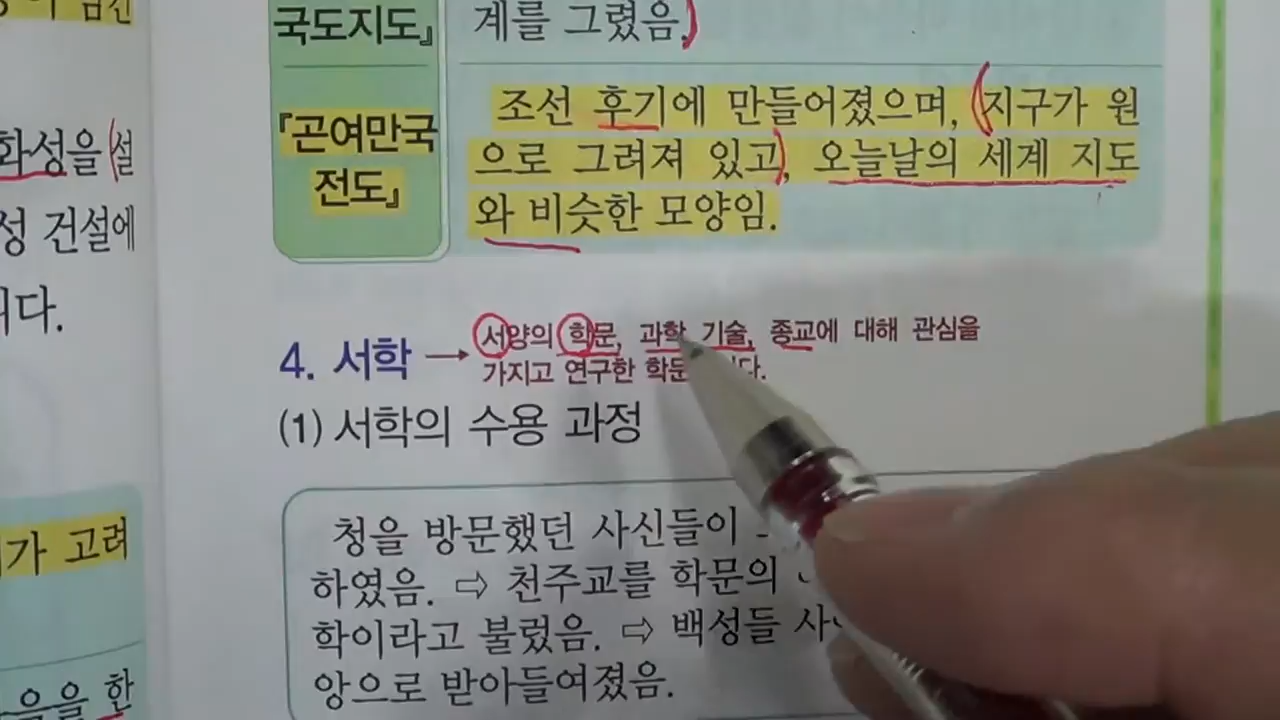 국도지도』
계를 그렸음.
『곤여만국
전도』
조선 후기에 만들어졌으며, 지구가 원
으로 그려져 있고, 오늘날의 세계 지도
와 비슷한 모양임.
화성을 설
성 건설에
니다.
가 고려
을 한
4. 서학 → 서양의 학문, 과학 기술, 종교에 대해 관심을
가지고 연구한 학문
(1) 서학의 수용 과정
청을 방문했던 사신들이
하였음. ⇨ 천주교를 학문의
학이라고 불렀음. ⇨ 백성들
앙으로 받아들여졌음.